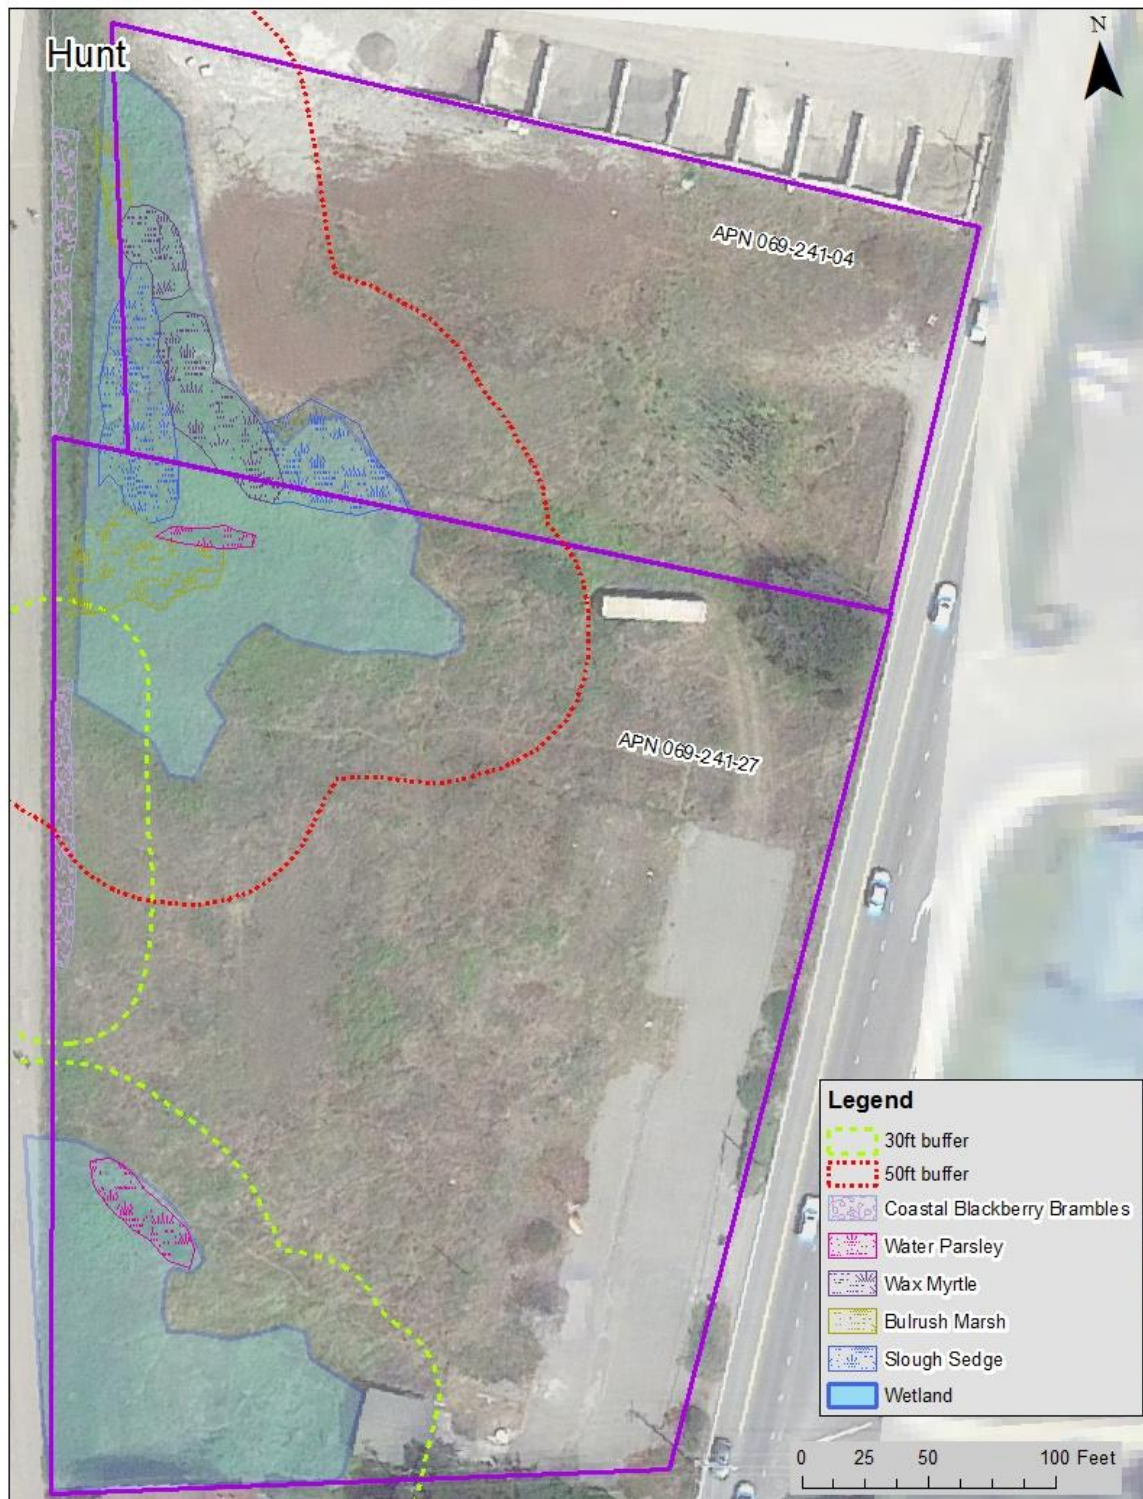 Hunt
N
APN 069-241-04
APN 069-241-27
Legend
30ft buffer
50ft buffer
Coastal Blackberry Brambles
Water Parsley
Wax Myrtle
Bulrush Marsh
Slough Sedge
Wetland
0 25 50 100 Feet